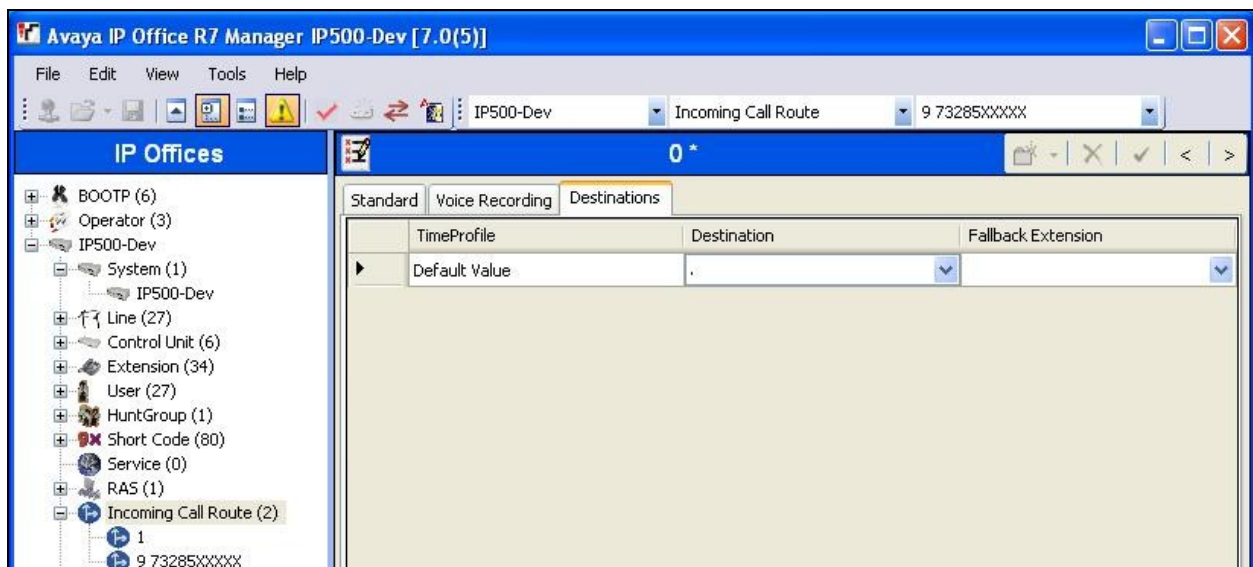 Avaya IP Office R7 Manager IP500-Dev [7.0(5)]
File Edit View Tools Help
IP500-Dev Incoming Call Route 9 73285XXXXX
IP Offices
0 *
BOOTP (6)
Operator (3)
IP500-Dev
System (1)
IP500-Dev
Line (27)
Control Unit (6)
Extension (34)
User (27)
HuntGroup (1)
Short Code (80)
Service (0)
RAS (1)
Incoming Call Route (2)
1
9 73285XXXXX
Standard Voice Recording Destinations
TimeProfile Destination Fallback Extension
Default Value .